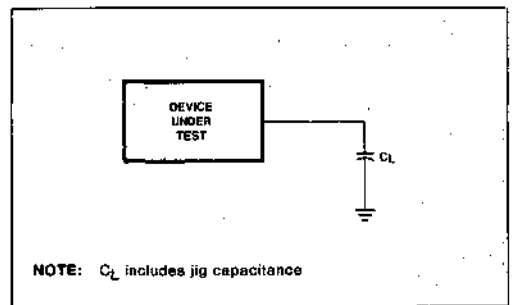 DEVICE
UNDER
TEST
CL
NOTE: CL includes jig capacitance